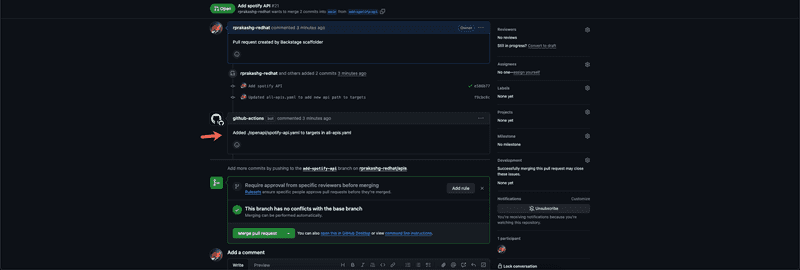 Add spotify API #21
Open
rprakashg-redhat wants to merge 2 commits into main from add-spotify-api
rprakashg-redhat commented 3 minutes ago
Owner
Pull request created by Backstage scaffolder
rprakashg-redhat and others added 2 commits 3 minutes ago
Add spotify API
Updated all-apis.yaml to add new api path to targets
github-actions bot commented 3 minutes ago
Added ./openapi/spotify-api.yaml to targets in all-apis.yaml
Add more commits by pushing to the add-spotify-api branch on rprakashg-redhat/apis.
Require approval from specific reviewers before merging
Rulesets ensure specific people approve pull requests before they're merged.
Add rule
This branch has no conflicts with the base branch
Merging can be performed automatically.
Merge pull request
You can also open this in GitHub Desktop or view command line instructions.
Add a comment
Write
Preview
Reviewers
No reviews
Still in progress? Convert to draft
Assignees
No one—assign yourself
Labels
None yet
Projects
None yet
Milestone
No milestone
Development
Successfully merging this pull request may close these issues.
None yet
Notifications
Customize
Unsubscribe
You're receiving notifications because you're watching this repository.
1 participant
Lock conversation